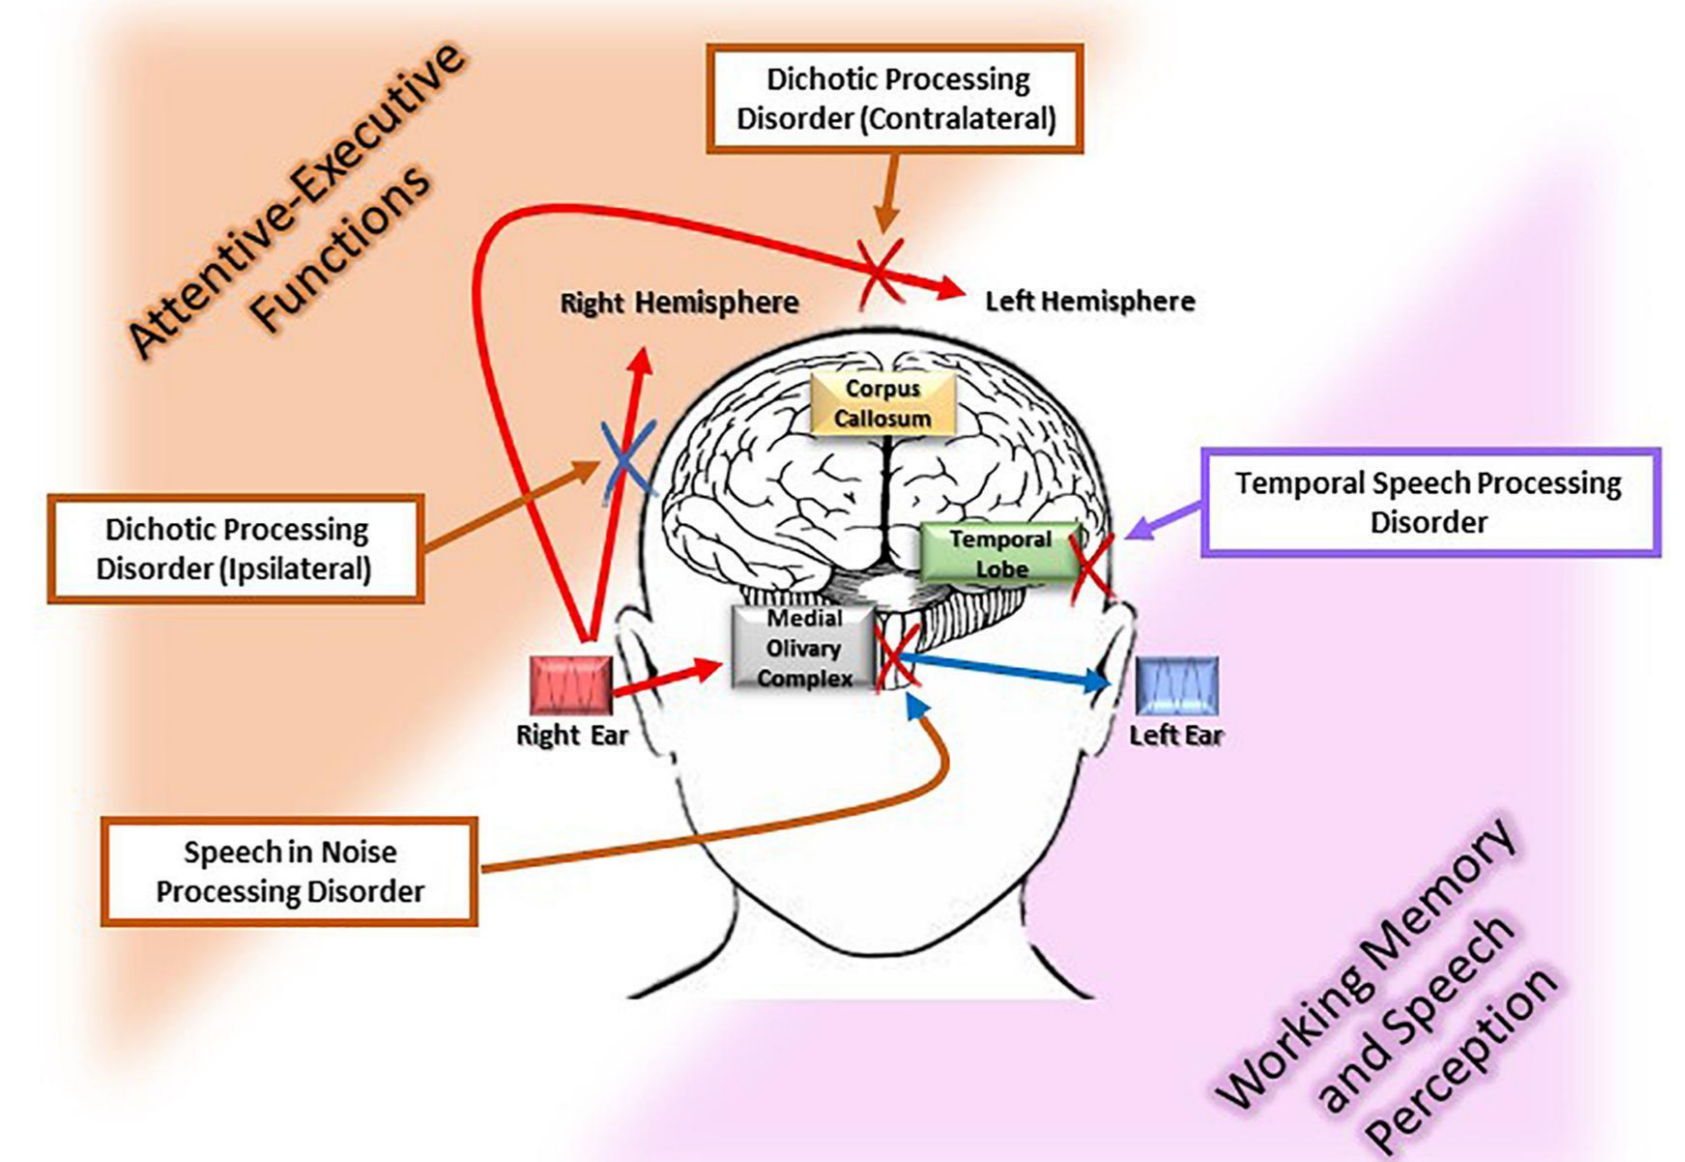 Attentive-Executive
Functions
Dichotic Processing
Disorder (Contralateral)
Right Hemisphere
Left Hemisphere
Corpus
Callosum
Dichotic Processing
Disorder (Ipsilateral)
Temporal Speech Processing
Disorder
Temporal
Lobe
Medial
Olivary
Complex
Right Ear
Left Ear
Speech in Noise
Processing Disorder
Working Memory
and Speech
Perception